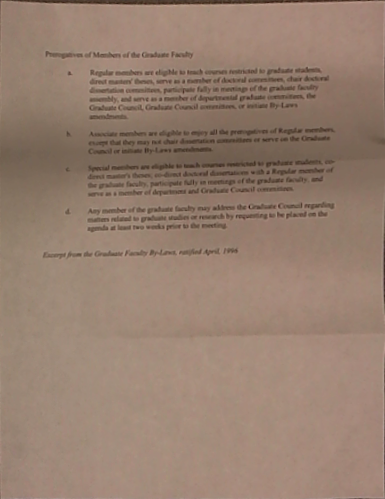 Prerogatives of Members of the Graduate Faculty
a. Regular members are eligible to teach courses restricted to graduate students,
direct masters' theses, serve as a member of doctoral committees, chair doctoral
dissertation committees, participate fully in meetings of the graduate faculty
assembly, and serve as a member of departmental graduate committees, the
Graduate Council, Graduate Council committees, or initiate By-Laws
amendments.
b. Associate members are eligible to enjoy all the prerogatives of Regular members,
except that they may not chair dissertation committees or serve on the Graduate
Council or initiate By-Laws amendments.
c. Special members are eligible to teach courses restricted to graduate students, co-
direct master's theses, co-direct doctoral dissertations with a Regular member of
the graduate faculty, participate fully in meetings of the graduate faculty, and
serve as a member of department and Graduate Council committees.
d. Any member of the graduate faculty may address the Graduate Council regarding
matters related to graduate studies or research by requesting to be placed on the
agenda at least two weeks prior to the meeting.
Excerpt from the Graduate Faculty By-Laws, ratified April, 1996